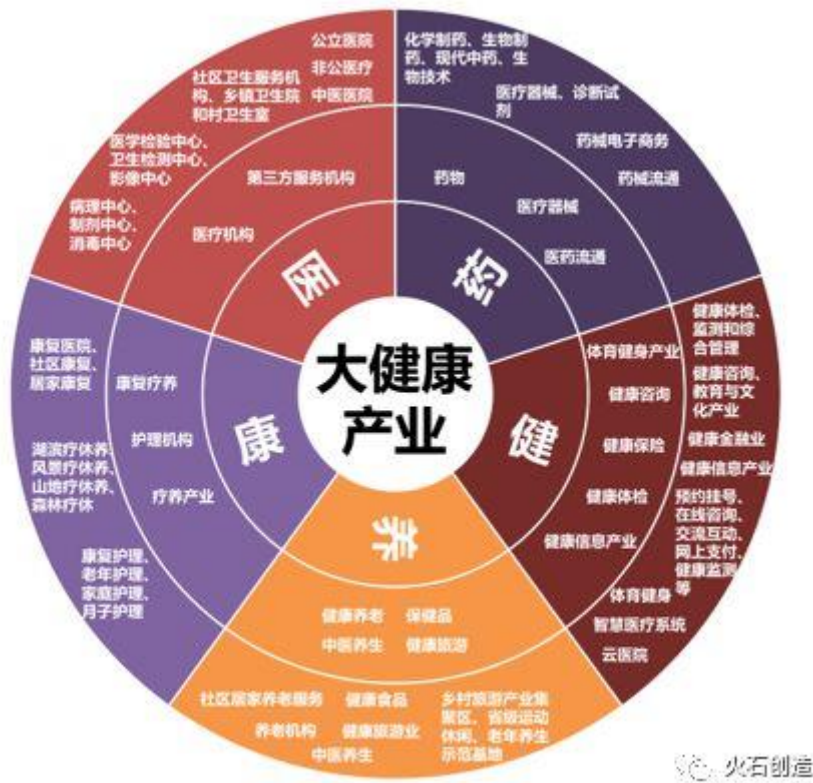 公立医院
非公医疗
中医医院
社区卫生服务机
构、乡镇卫生院
和村卫生室
医学检验中心、
卫生检测中心、
影像中心
病理中心、
制剂中心、
消毒中心
第三方服务机构
医疗机构
医
化学制药、生物制
药、现代中药、生
物技术
医疗器械、诊断试
剂
药械电子商务
药械流通
药物
医疗器械
医药流通
药
大健康
产业
健康体检、
监测和综
合管理
健康咨询、
教育与文
化产业
健康金融业
健康信息产业
预约挂号、
在线咨询、
交流互动、
网上支付、
健康监测
等
体育健身
智慧医疗系统
云医院
体育健身产业
健康咨询
健康保险
健康体检
健康信息产业
健
养
健康养老
保健品
中医养生
健康旅游
社区居家养老服务
健康食品
养老机构
健康旅游业
中医养生
乡村旅游产业集
聚区、省级运动
休闲、老年养生
示范基地
康
康复疗养
护理机构
疗养产业
康复医院、
社区康复、
居家康复
湖滨疗休养、
风景疗休养、
山地疗休养、
森林疗休
康复护理、
老年护理、
家庭护理、
月子护理
火石创造